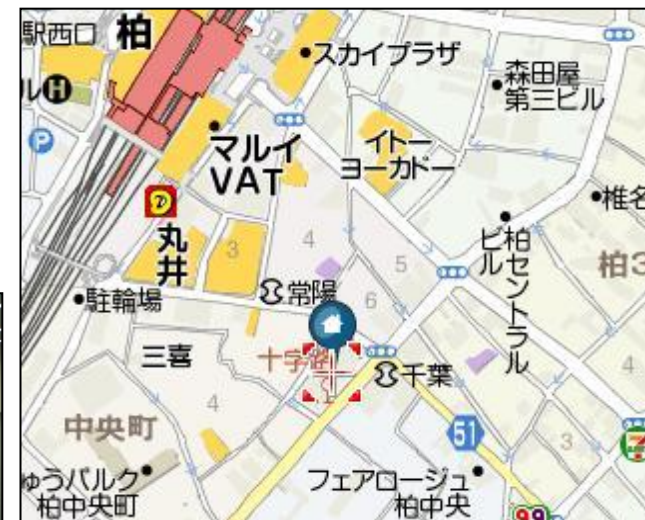 駅西口
柏
スカイプラザ
森田屋
第三ビル
H
P
マルイ
VAT
イトー
ヨーカドー
椎名
丸井
3
4
5
柏セントラル
ビル
柏3
駐輪場
常陽
6
三喜
千葉
4
4
中央町
51
3
ゅうパルク
柏中央町
フェアロージュ
柏中央
99